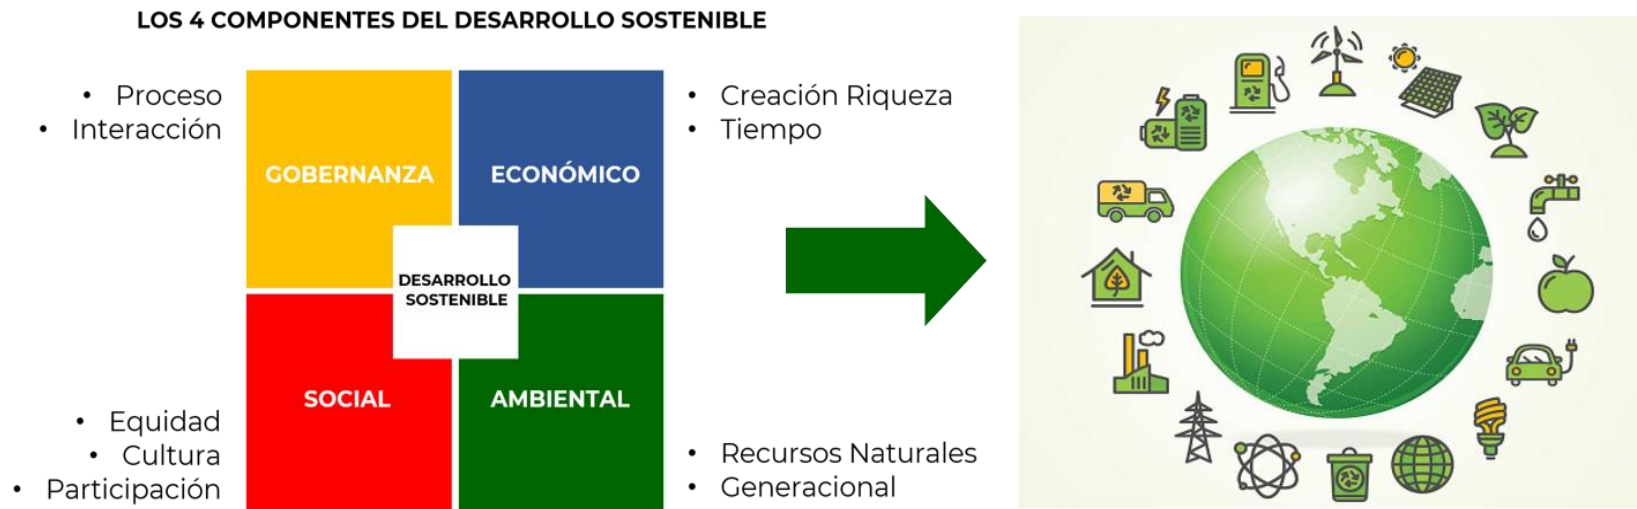 LOS 4 COMPONENTES DEL DESARROLLO SOSTENIBLE
• Proceso
• Interacción
GOBERNANZA
ECONÓMICO
• Creación Riqueza
• Tiempo
DESARROLLO
SOSTENIBLE
SOCIAL
AMBIENTAL
• Equidad
• Cultura
• Participación
• Recursos Naturales
• Generacional